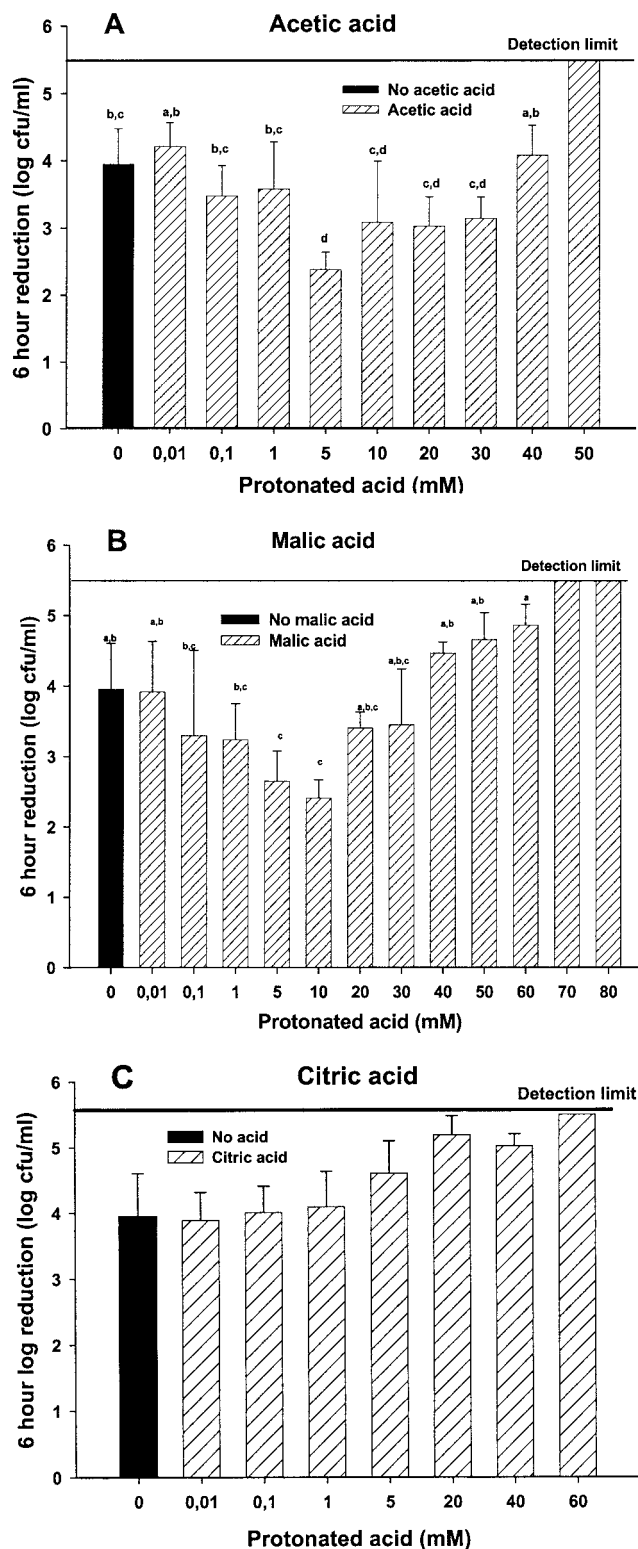 A
Acetic acid
6
Detection limit
5
No acetic acid
Acetic acid
b,c
a,b
b,c
b,c
d
c,d
c,d
c,d
a,b
4
3
2
1
0
6 hour reduction (log cfu/ml)
0 0,01 0,1 1 5 10 20 30 40 50
Protonated acid (mM)
B
Malic acid
6
Detection limit
5
No malic acid
Malic acid
a,b
a,b
b,c
b,c
c
c
a,b,c
a,b,c
a,b
a,b
a
4
3
2
1
0
6 hour reduction (log cfu/ml)
0 0,01 0,1 1 5 10 20 30 40 50 60 70 80
Protonated acid (mM)
C
Citric acid
6
Detection limit
5
No acid
Citric acid
4
3
2
1
0
6 hour log reduction (log cfu/ml)
0 0,01 0,1 1 5 20 40 60
Protonated acid (mM)